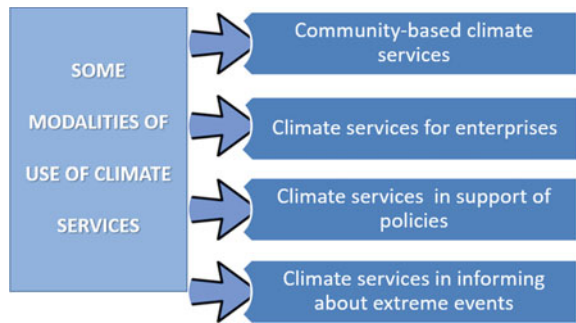 SOME
MODALITIES OF
USE OF CLIMATE
SERVICES
Community-based climate
services
Climate services for enterprises
Climate services in support of
policies
Climate services in informing
about extreme events